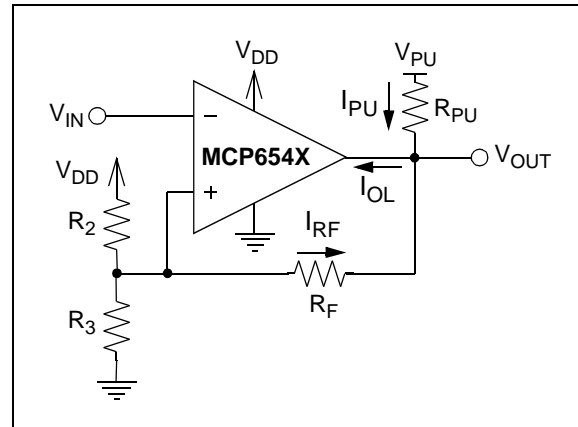 V_DD
V_PU
I_PU
R_PU
V_IN
−
MCP654X
V_OUT
V_DD
+
I_OL
R_2
I_RF
R_F
R_3